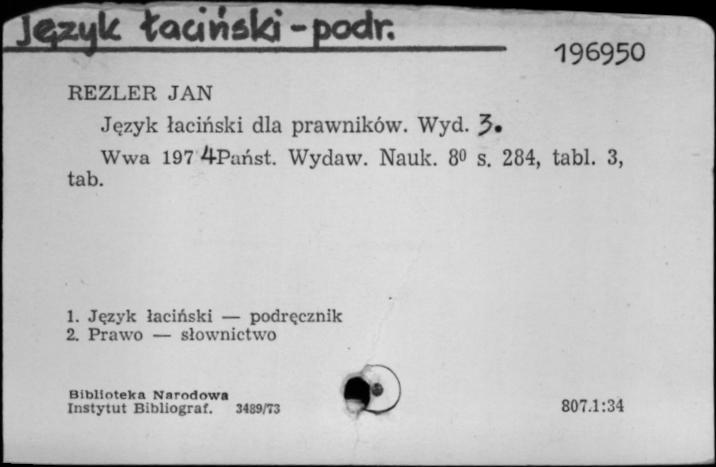 Język łaciński - podr.
196950
REZLER JAN
Język łaciński dla prawników. Wyd. 3.
Wwa 1974 Państ. Wydaw. Nauk. 8⁰ s. 284, tabl. 3,
tab.
1. Język łaciński — podręcznik
2. Prawo — słownictwo
Biblioteka Narodowa
Instytut Bibliograf. 3489/73
807.1:34